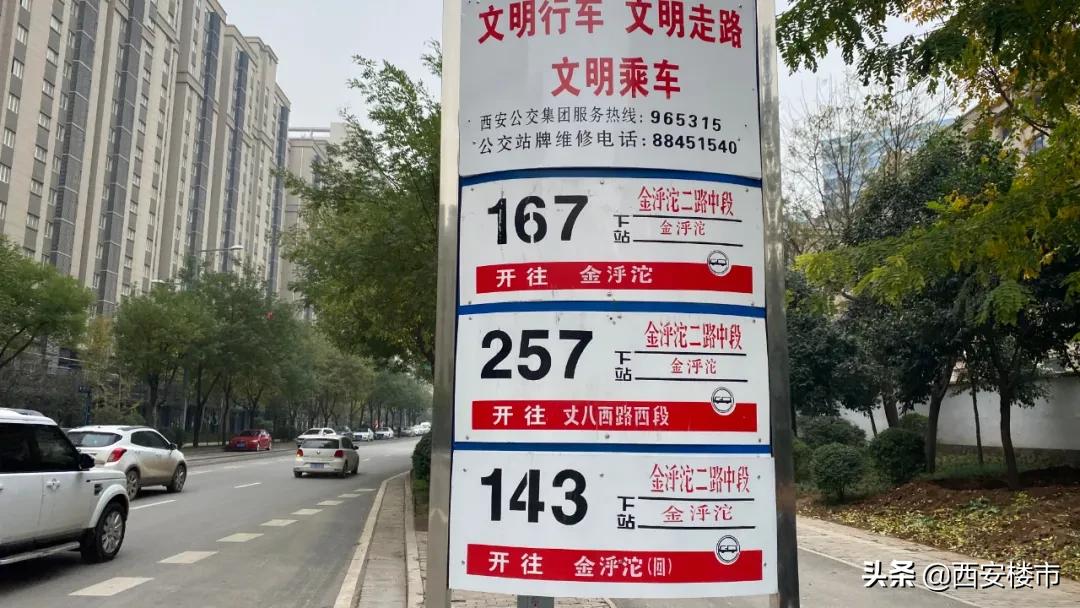 文明行车 文明走路
文明乘车
西安公交集团服务热线: 965315
公交站牌维修电话: 88451540
167 下站 金泘沱二路中段
金泘沱
开往 金泘沱
257 下站 金泘沱二路中段
金泘沱
开往 丈八西路西段
143 下站 金泘沱二路中段
金泘沱
开往 金泘沱(回)
头条 @西安楼市